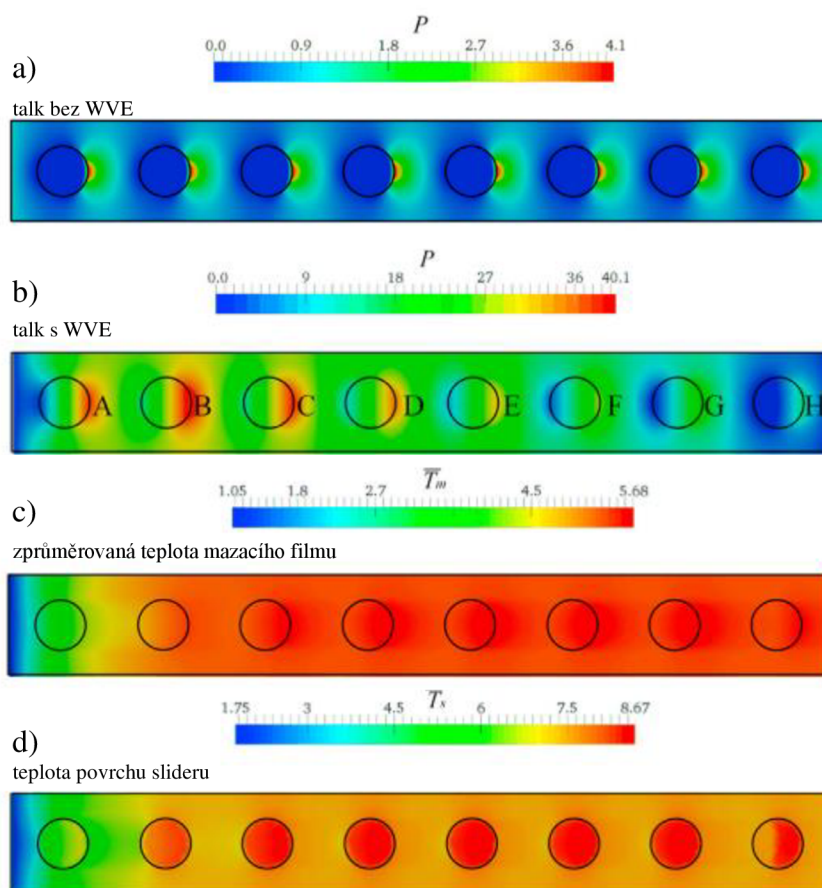 P
0.0 0.9 1.8 2.7 3.6 4.1
a)
talk bez WVE
P
0.0 9 18 27 36 40.1
b)
talk s WVE
A B C D E F G H
T̅m
1.05 1.8 2.7 4.5 5.68
c)
zprůměrovaná teplota mazacího filmu
T̅s
1.75 3 4.5 6 7.5 8.67
d)
teplota povrchu slideru